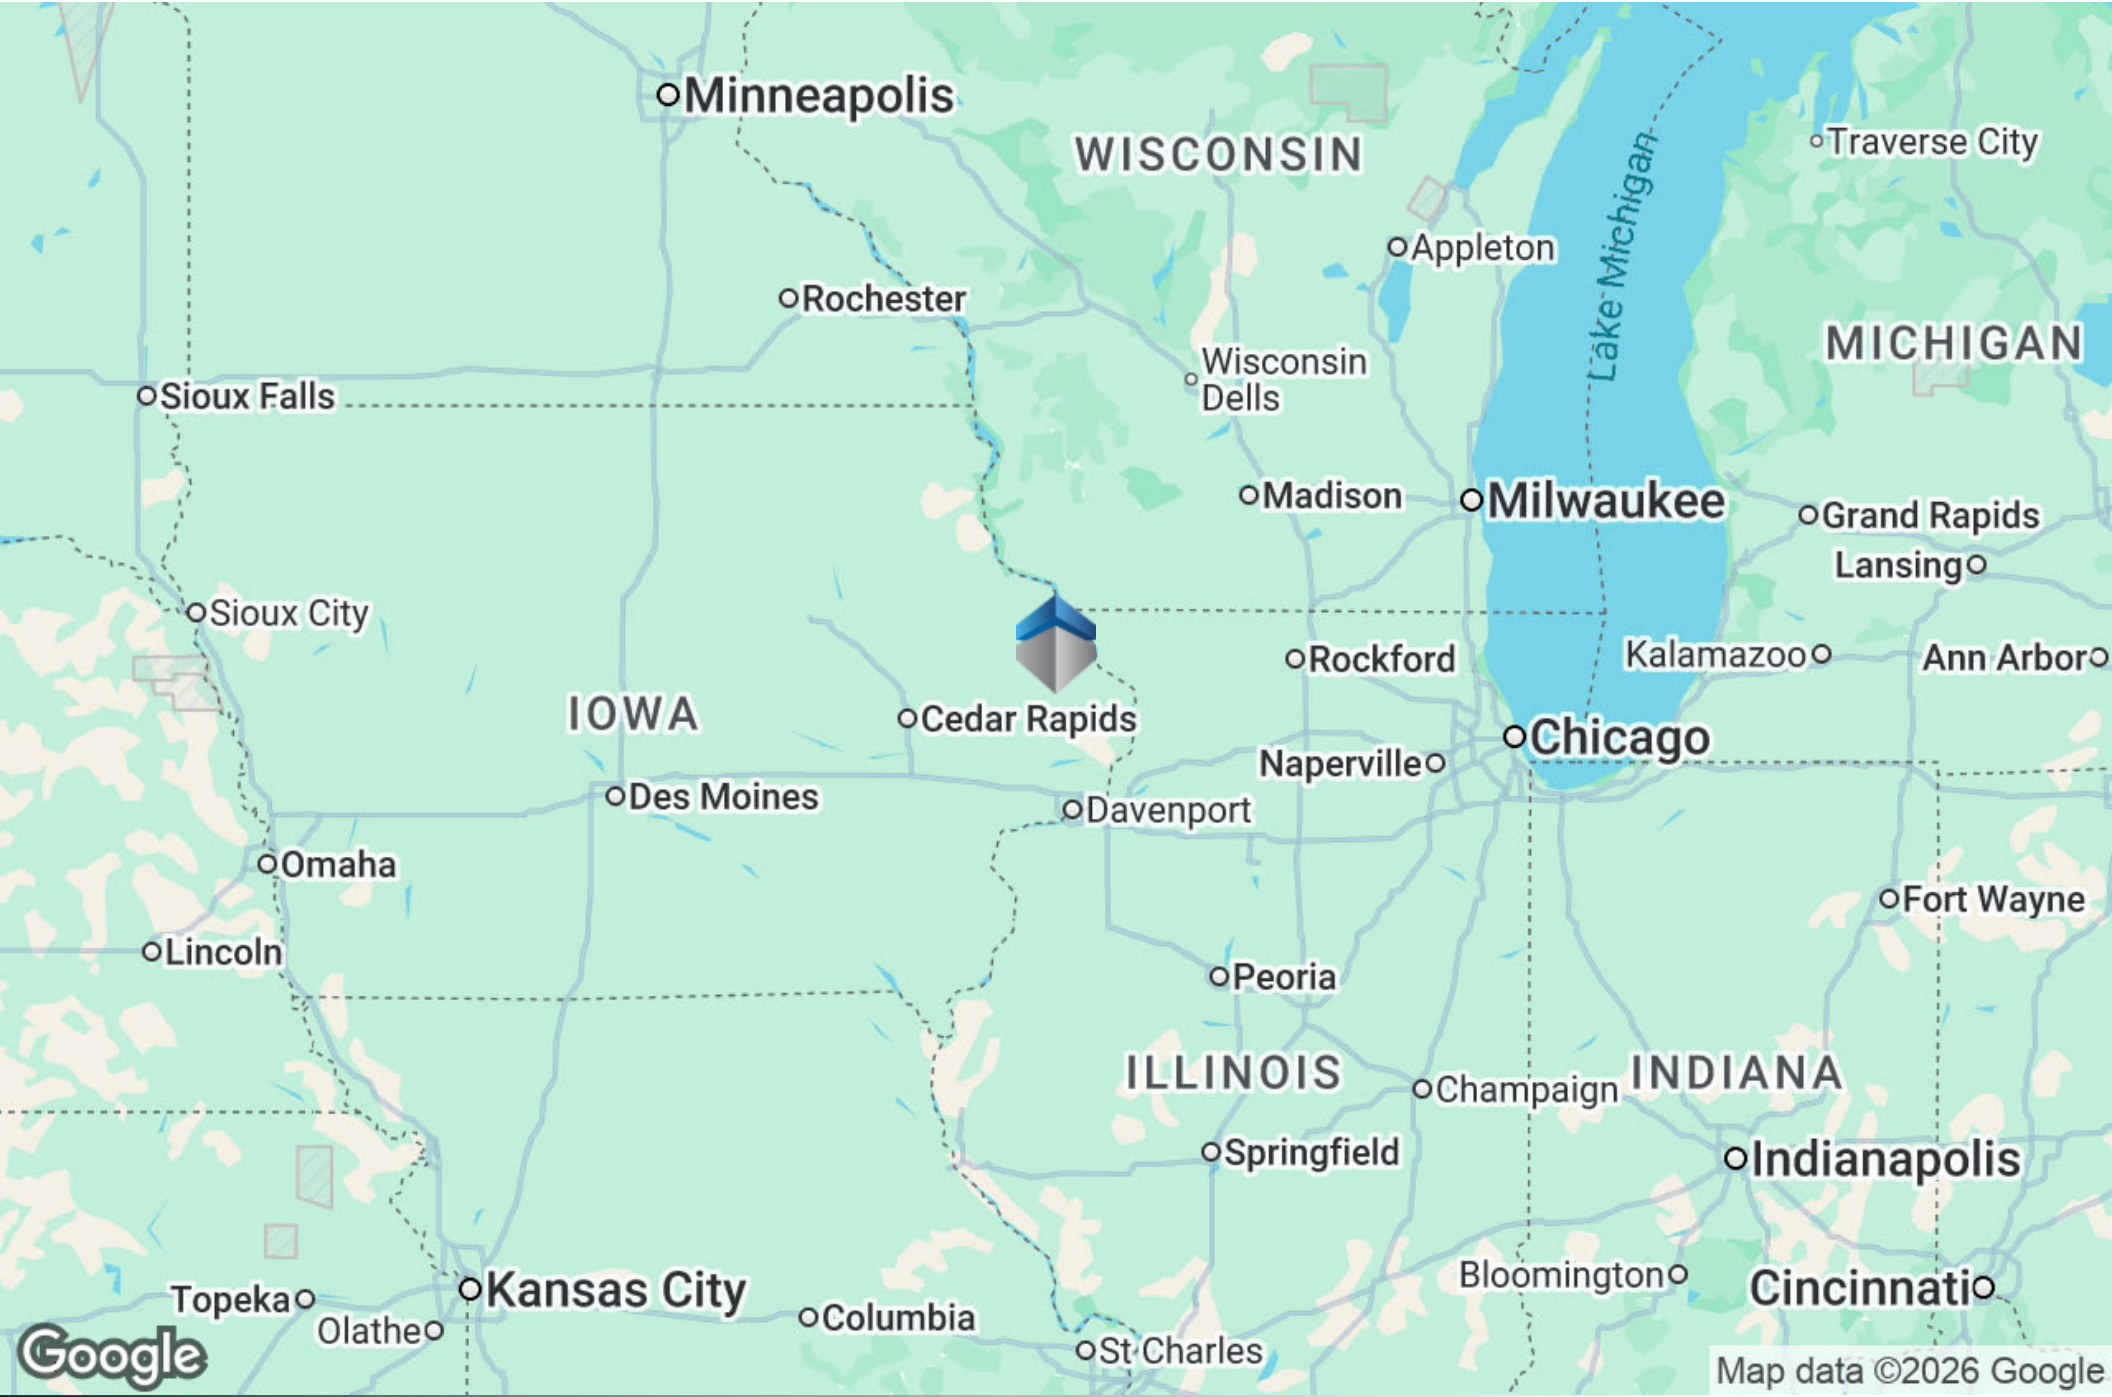 Minneapolis
WISCONSIN
Traverse City
Lake Michigan
Appleton
Rochester
MICHIGAN
Wisconsin
Dells
Sioux Falls
Madison
Milwaukee
Grand Rapids
Lansing
Sioux City
Rockford
Kalamazoo
Ann Arbor
IOWA
Cedar Rapids
Chicago
Naperville
Des Moines
Davenport
Omaha
Fort Wayne
Lincoln
Peoria
ILLINOIS
INDIANA
Champaign
Springfield
Indianapolis
Bloomington
Kansas City
Cincinnati
Topeka
Columbia
Olathe
St Charles
Google
Map data ©2026 Google